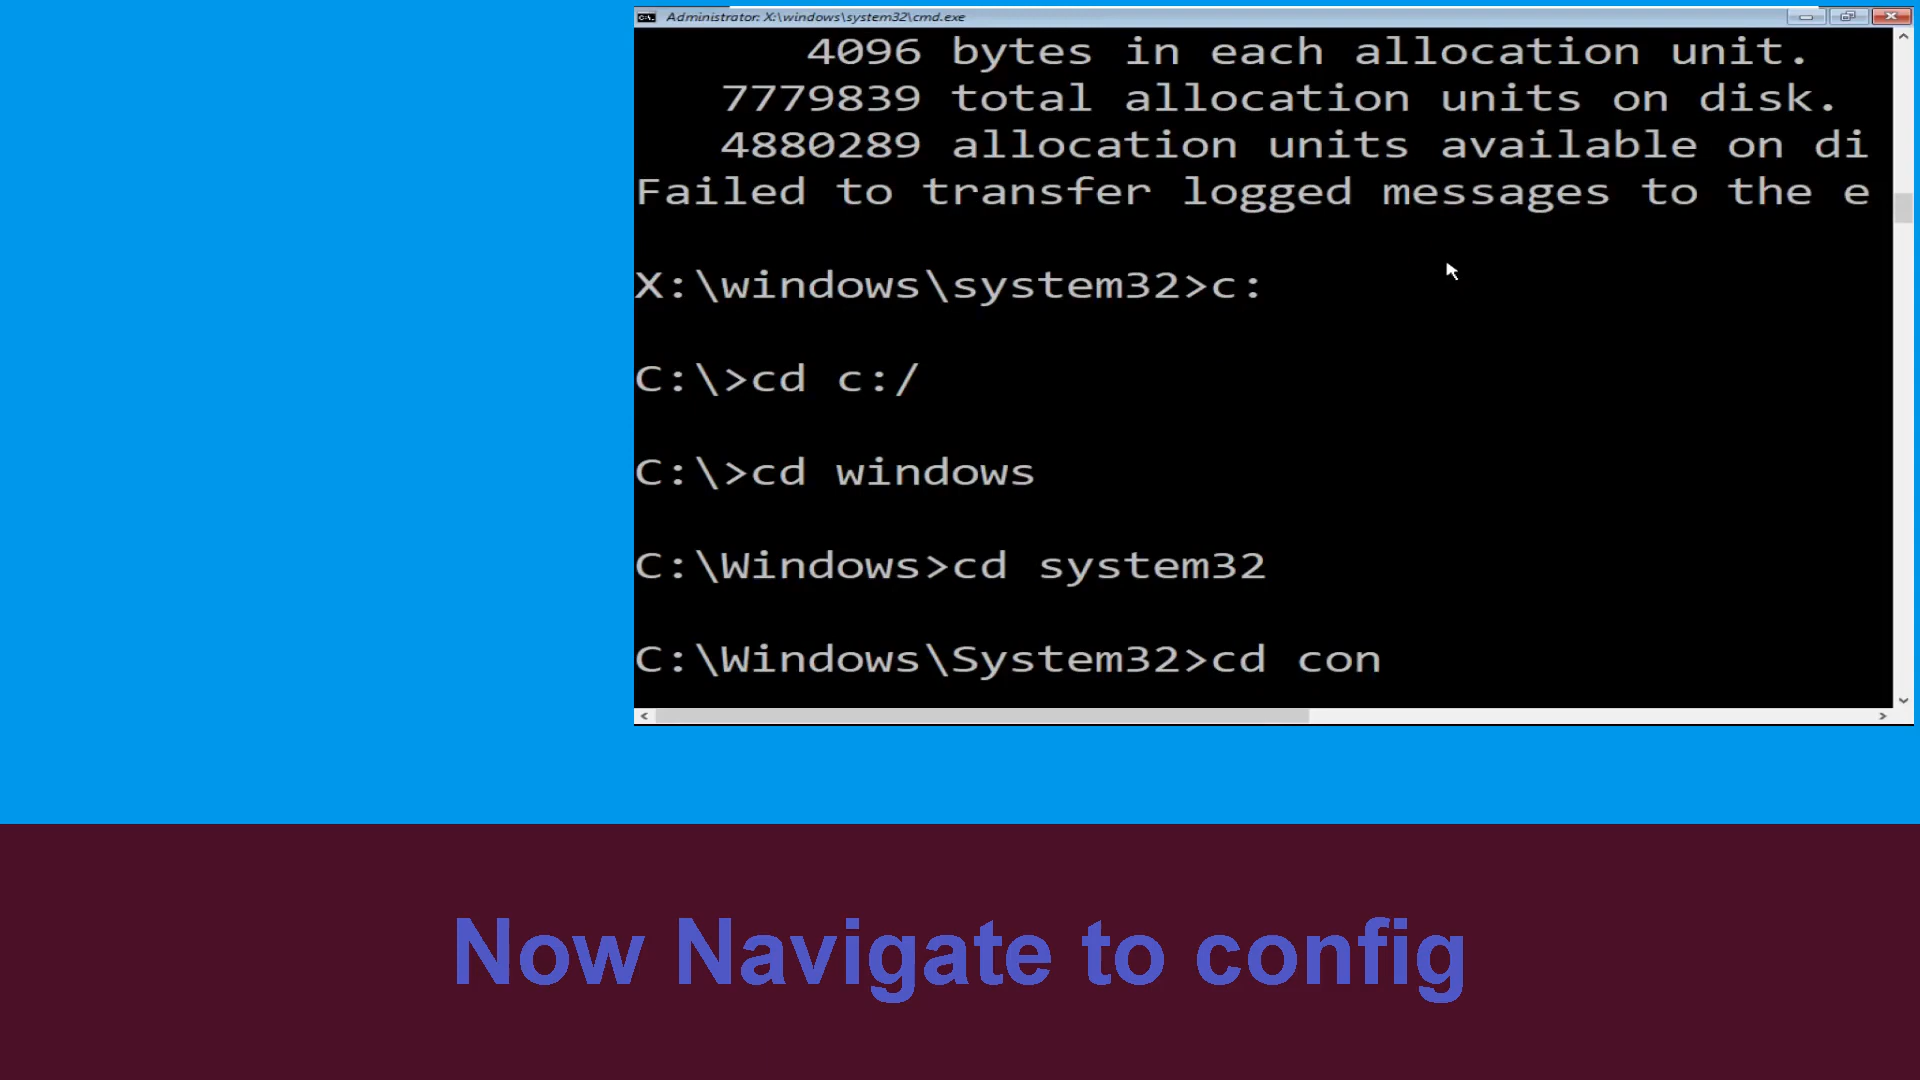 Administrator: X:\windows\system32\cmd.exe
4096 bytes in each allocation unit.
7779839 total allocation units on disk.
4880289 allocation units available on di
Failed to transfer logged messages to the e
X:\windows\system32>c:
C:\>cd c:/
C:\>cd windows
C:\Windows>cd system32
C:\Windows\System32>cd con
Now Navigate to config